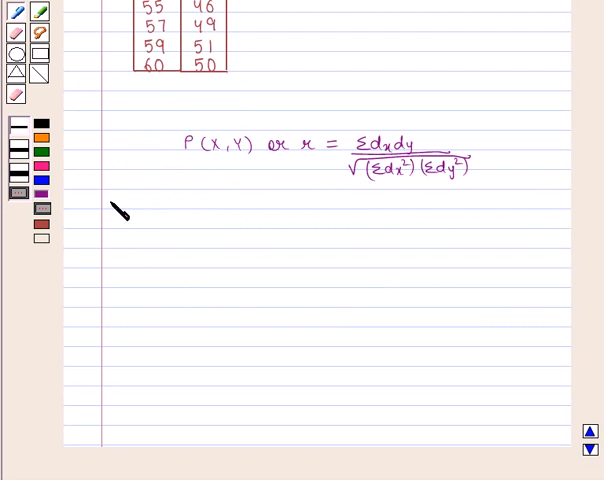 55 46
57 49
59 51
60 50
P (X, Y) or r = Σdxdy
√(Σdx²) (Σdy²)